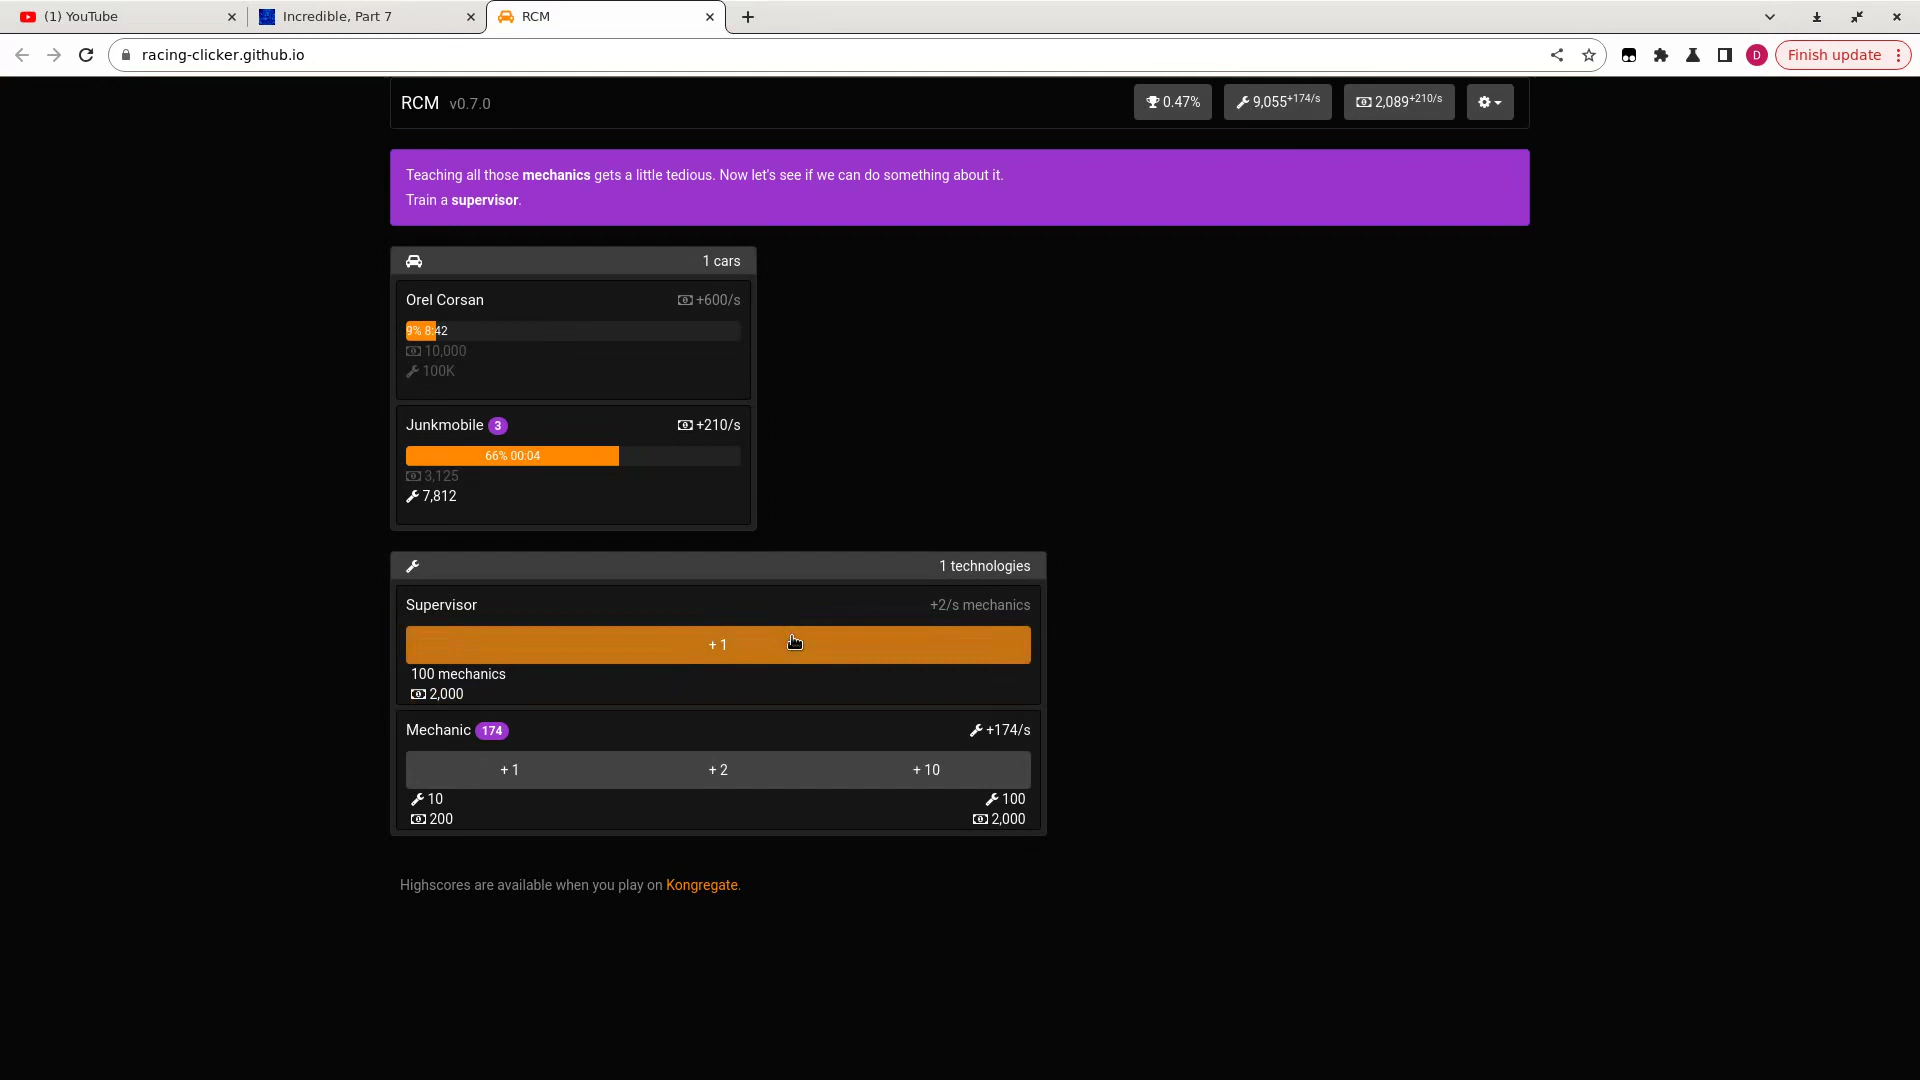 (1) YouTube
Incredible, Part 7
RCM
racing-clicker.github.io
D
Finish update
RCM v0.7.0
0.47%
9,055+174/s
2,089+210/s
Teaching all those mechanics gets a little tedious. Now let's see if we can do something about it.
Train a supervisor.
1 cars
Orel Corsan
+600/s
9% 8:42
10,000
100K
Junkmobile 3
+210/s
66% 00:04
3,125
7,812
1 technologies
Supervisor
+2/s mechanics
+ 1
100 mechanics
2,000
Mechanic 174
+174/s
+ 1 + 2 + 10
10 100
200 2,000
Highscores are available when you play on Kongregate.